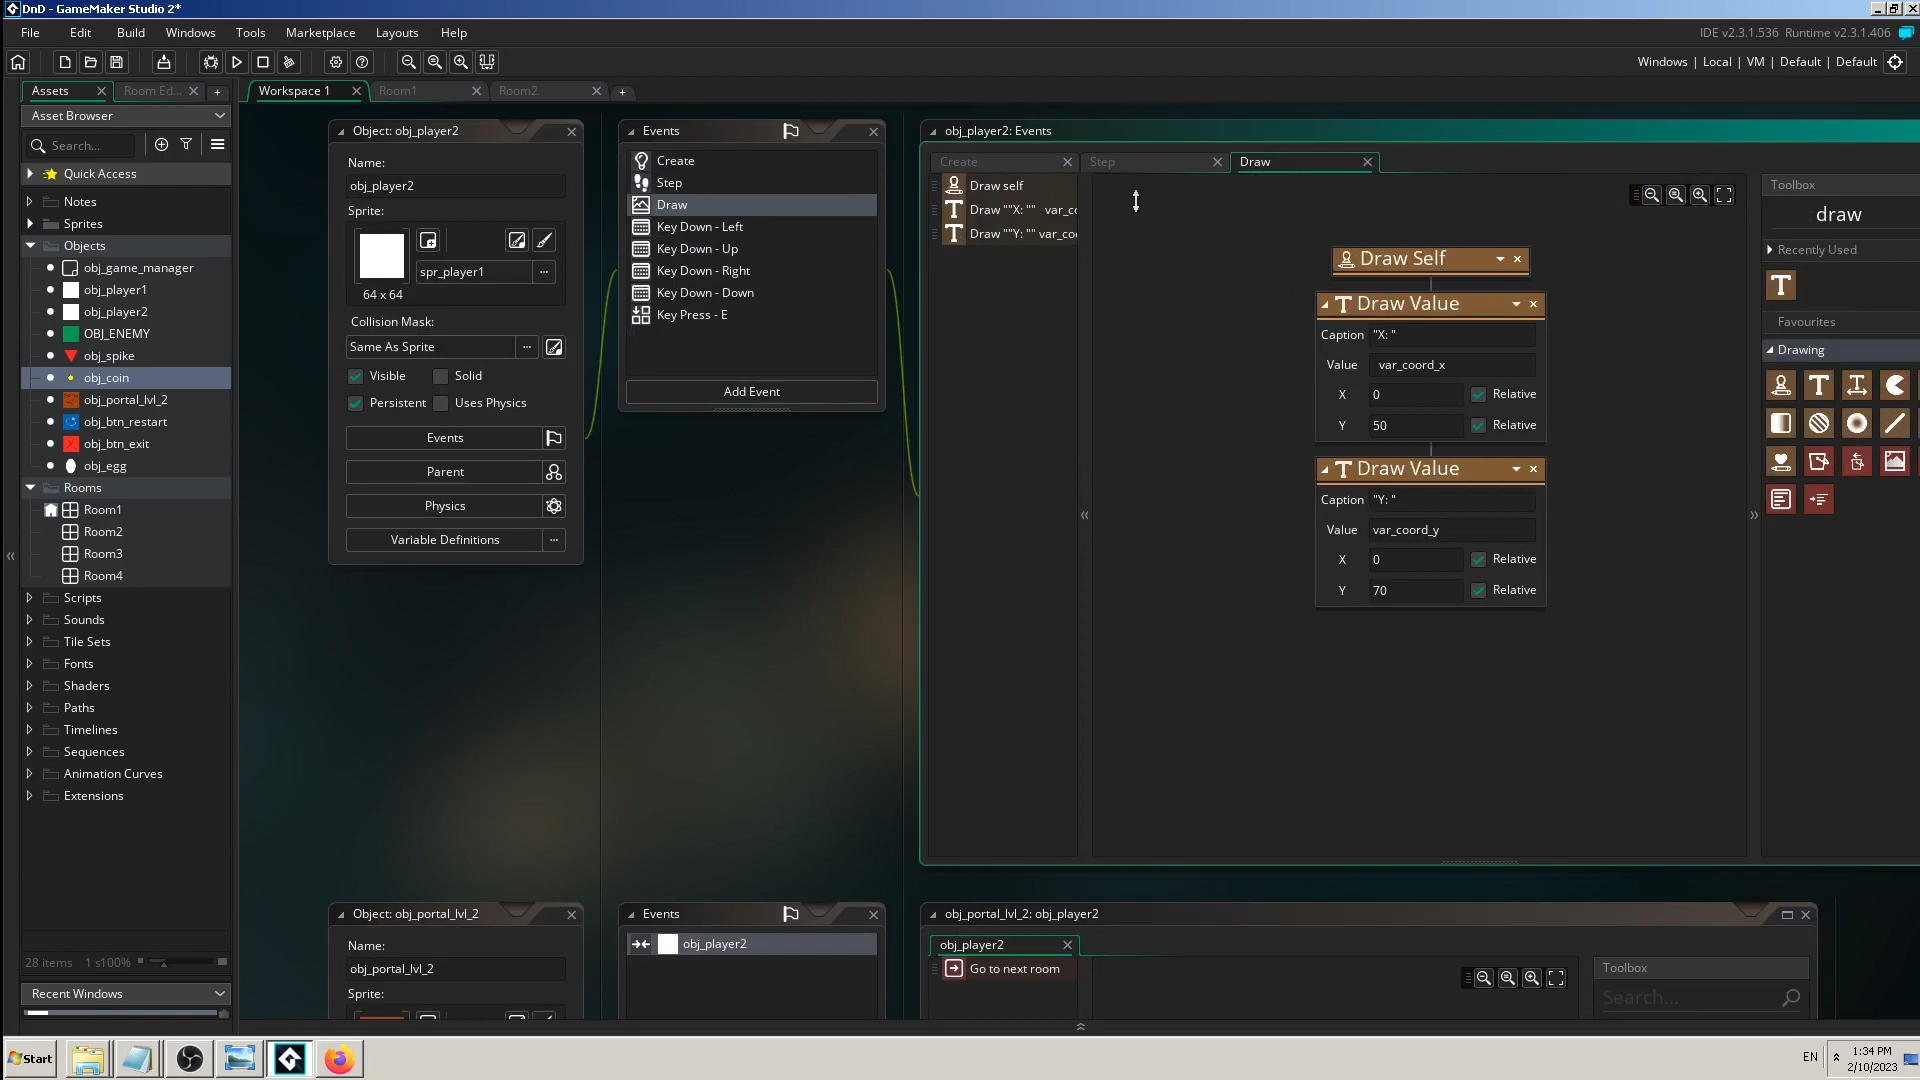 DnD - GameMaker Studio 2*
File Edit Build Windows Tools Marketplace Layouts Help
IDE v2.3.1.536 Runtime v2.3.1.406
Windows | Local | VM | Default | Default
Assets
Room Ed...
Workspace 1
Room1
Room2
Asset Browser
Search...
Quick Access
Notes
Sprites
Objects
obj_game_manager
obj_player1
obj_player2
OBJ_ENEMY
obj_spike
obj_coin
obj_portal_lvl_2
obj_btn_restart
obj_btn_exit
obj_egg
Rooms
Room1
Room2
Room3
Room4
Scripts
Sounds
Tile Sets
Fonts
Shaders
Paths
Timelines
Sequences
Animation Curves
Extensions
28 items 1 s100%
Recent Windows
Object: obj_player2
Name:
obj_player2
Sprite:
spr_player1
64 x 64
Collision Mask:
Same As Sprite
Visible
Solid
Persistent
Uses Physics
Events
Parent
Physics
Variable Definitions
Events
Create
Step
Draw
Key Down - Left
Key Down - Up
Key Down - Right
Key Down - Down
Key Press - E
Add Event
obj_player2: Events
Create
Step
Draw
Draw self
Draw ""X: "" var_co
Draw ""Y: "" var_coo
Draw Self
Draw Value
Caption "X: "
Value var_coord_x
X 0 Relative
Y 50 Relative
Draw Value
Caption "Y: "
Value var_coord_y
X 0 Relative
Y 70 Relative
Toolbox
draw
Recently Used
Favourites
Drawing
Object: obj_portal_lvl_2
Name:
obj_portal_lvl_2
Sprite:
Events
obj_player2
obj_portal_lvl_2: obj_player2
obj_player2
Go to next room
Toolbox
Search...
Start
EN
1:34 PM
2/10/2023